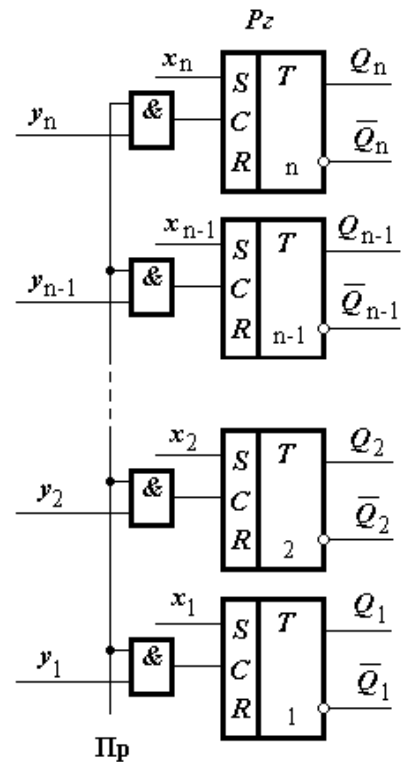 Рг
xn S T Qn
yn & C
R n Q̅n
xn-1 S T Qn-1
yn-1 & C
R n-1 Q̅n-1
x2 S T Q2
y2 & C
R 2 Q̅2
x1 S T Q1
y1 & C
R 1 Q̅1
Пр